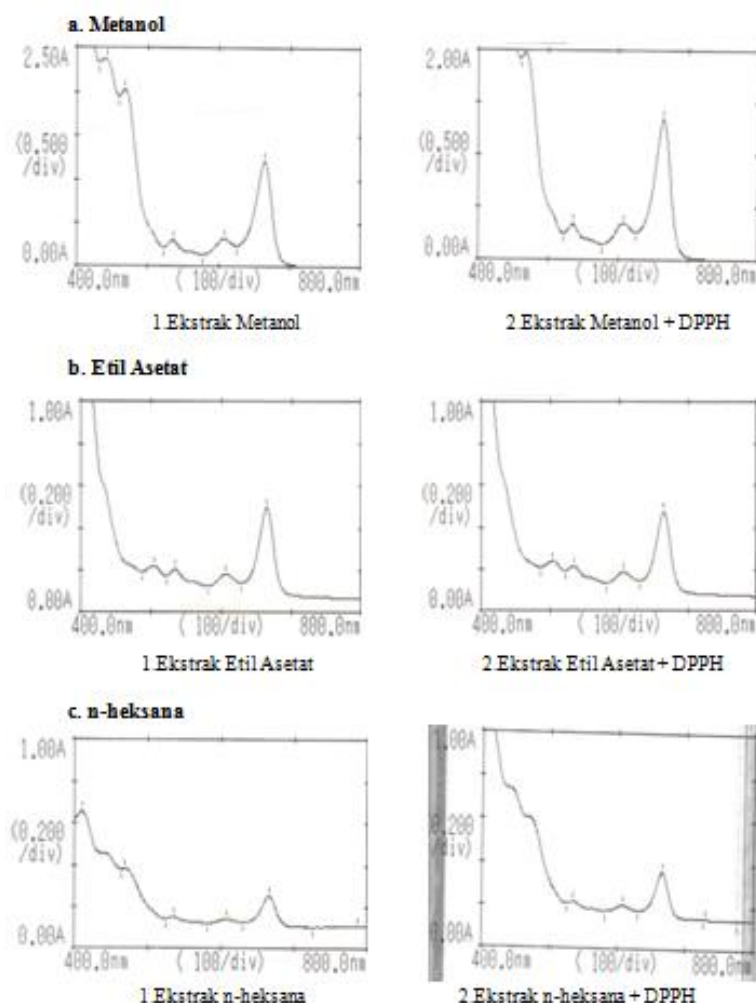 a. Metanol
2.50A
2.00A
(0.500
/div)
(0.500
/div)
0.00A
0.00A
400.0nm ( 100/div) 800.0nm
400.0nm ( 100/div) 800.0nm
1.Ekstrak Metanol
2.Ekstrak Metanol + DPPH
b. Etil Asetat
1.00A
1.00A
(0.200
/div)
(0.200
/div)
0.00A
0.00A
400.0nm ( 100/div) 800.0nm
400.0nm ( 100/div) 800.0nm
1.Ekstrak Etil Asetat
2.Ekstrak Etil Asetat + DPPH
c. n-heksana
1.00A
1.00A
(0.200
/div)
(0.200
/div)
0.00A
0.00A
400.0nm ( 100/div) 800.0nm
400.0nm ( 100/div) 800.0nm
1.Ekstrak n-heksana
2.Ekstrak n-heksana + DPPH